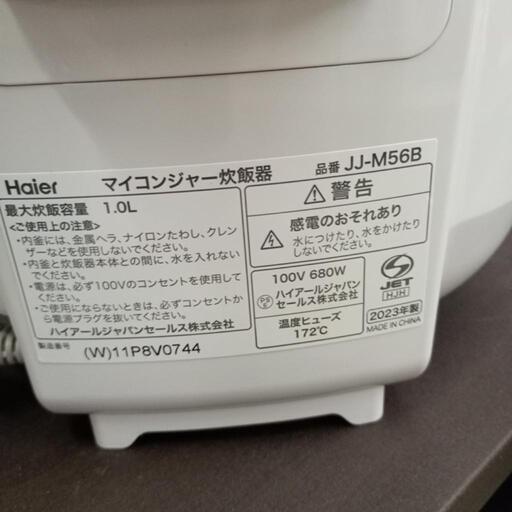 Haier マイコンジャー炊飯器 品番 JJ-M56B
最大炊飯容量 1.0L
<ご使用上の注意>
・内釜には、金属ヘラ、ナイロンたわし、クレン
ザーなどを使用しないでください。
・内釜と炊飯器本体との間に、水を入れない
でください。
・電源は、必ず100Vのコンセントを使用して
ください。
・ご使用にならないときは、必ずコンセントか
ら電源プラグを抜いてください。
ハイアールジャパンセールス株式会社
製造番号 (W)11P8V0744
警告
感電のおそれあり
水につけたり、水をかけたり
しないでください。
100V 680W
PS E
ハイアールジャパン
セールス株式会社
温度ヒューズ
172℃
S
JET
HJH
2023年製
MADE IN CHINA